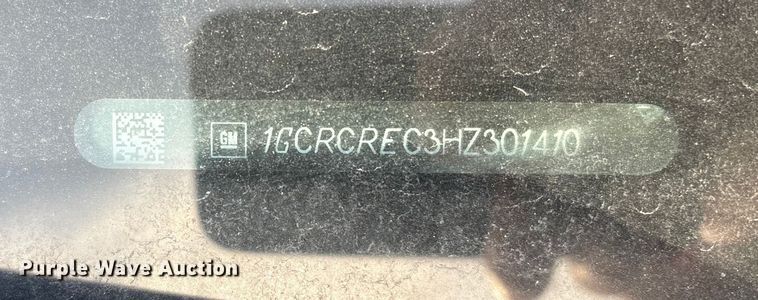 GM 1GCRCREC3HZ301410
Purple Wave Auction